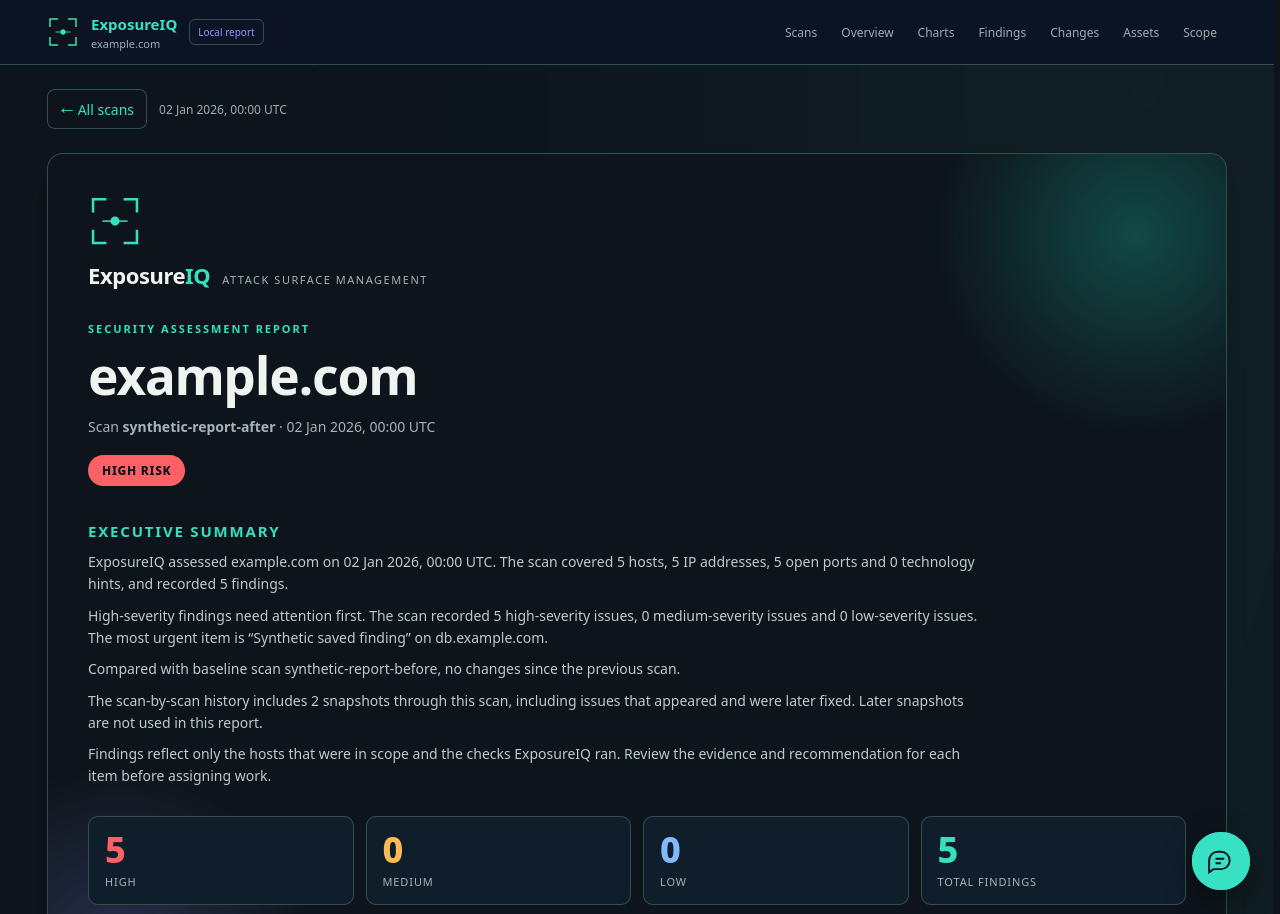 ExposureIQ
example.com
Local report
Scans Overview Charts Findings Changes Assets Scope
← All scans
02 Jan 2026, 00:00 UTC
ExposureIQ ATTACK SURFACE MANAGEMENT
SECURITY ASSESSMENT REPORT
example.com
Scan synthetic-report-after · 02 Jan 2026, 00:00 UTC
HIGH RISK
EXECUTIVE SUMMARY
ExposureIQ assessed example.com on 02 Jan 2026, 00:00 UTC. The scan covered 5 hosts, 5 IP addresses, 5 open ports and 0 technology
hints, and recorded 5 findings.
High-severity findings need attention first. The scan recorded 5 high-severity issues, 0 medium-severity issues and 0 low-severity issues.
The most urgent item is “Synthetic saved finding” on db.example.com.
Compared with baseline scan synthetic-report-before, no changes since the previous scan.
The scan-by-scan history includes 2 snapshots through this scan, including issues that appeared and were later fixed. Later snapshots
are not used in this report.
Findings reflect only the hosts that were in scope and the checks ExposureIQ ran. Review the evidence and recommendation for each
item before assigning work.
5
HIGH
0
MEDIUM
0
LOW
5
TOTAL FINDINGS